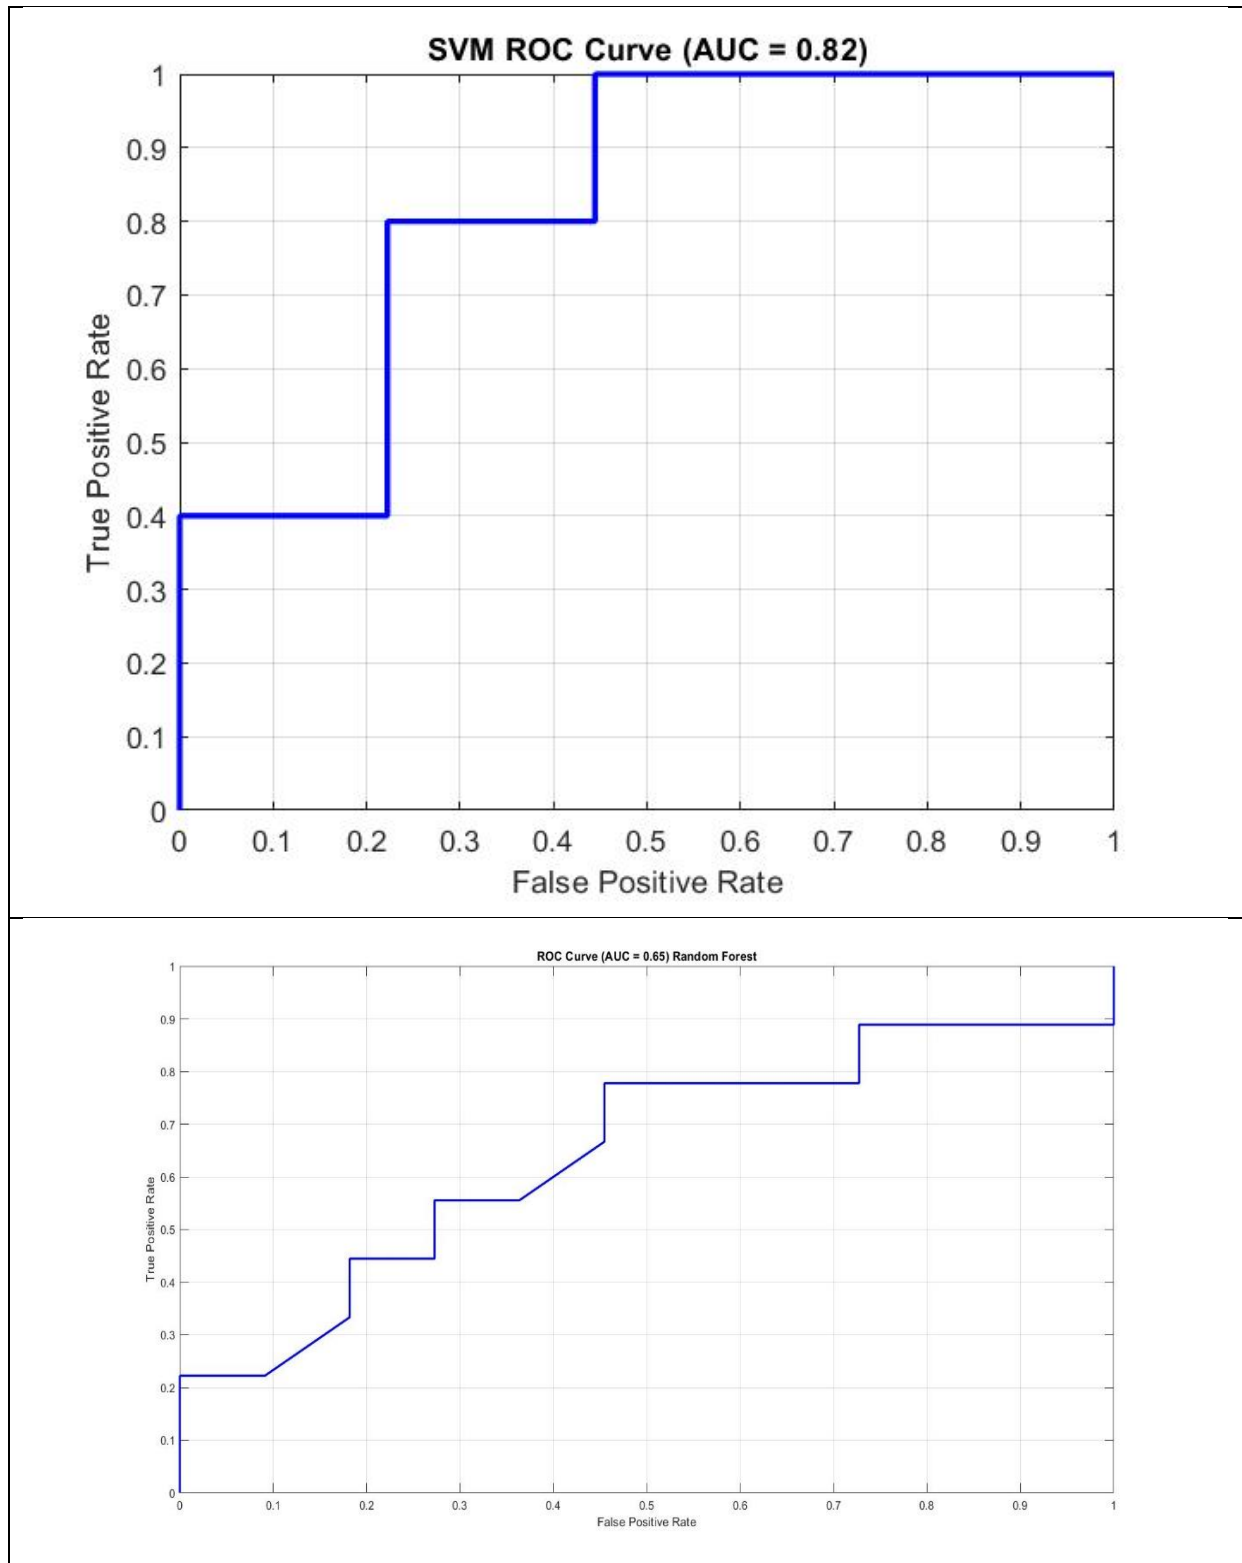 SVM ROC Curve (AUC = 0.82)
1
0.9
0.8
0.7
0.6
0.5
0.4
0.3
0.2
0.1
0
True Positive Rate
0 0.1 0.2 0.3 0.4 0.5 0.6 0.7 0.8 0.9 1
False Positive Rate
ROC Curve (AUC = 0.65) Random Forest
1
0.9
0.8
0.7
0.6
0.5
0.4
0.3
0.2
0.1
0
True Positive Rate
0 0.1 0.2 0.3 0.4 0.5 0.6 0.7 0.8 0.9 1
False Positive Rate